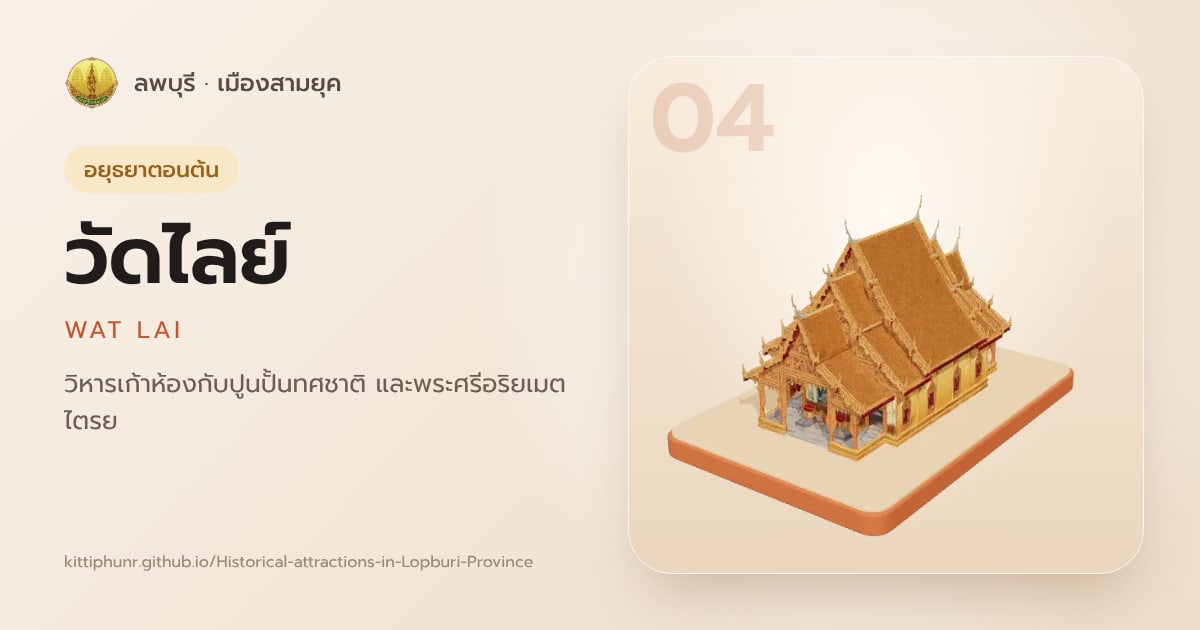 ลพบุรี · เมืองสามยุค
อยุธยาตอนต้น
วัดไลย์
WAT LAI
วิหารเก้าห้องกับปูนปั้นทศชาติ และพระศรีอริยเมต
ไตรย
kittiphunr.github.io/Historical-attractions-in-Lopburi-Province
04